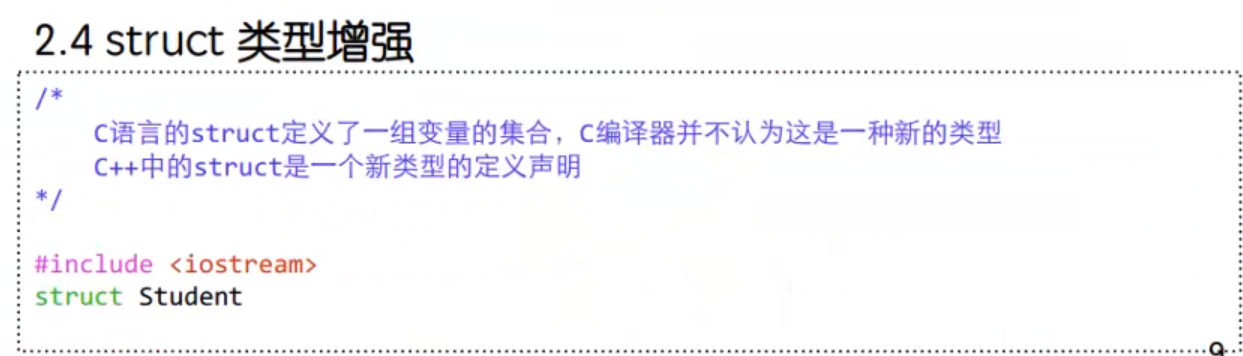 2.4 struct 类型增强
/*
C语言的struct定义了一组变量的集合，C编译器并不认为这是一种新的类型
C++中的struct是一个新类型的定义声明
*/
#include <iostream>
struct Student
9